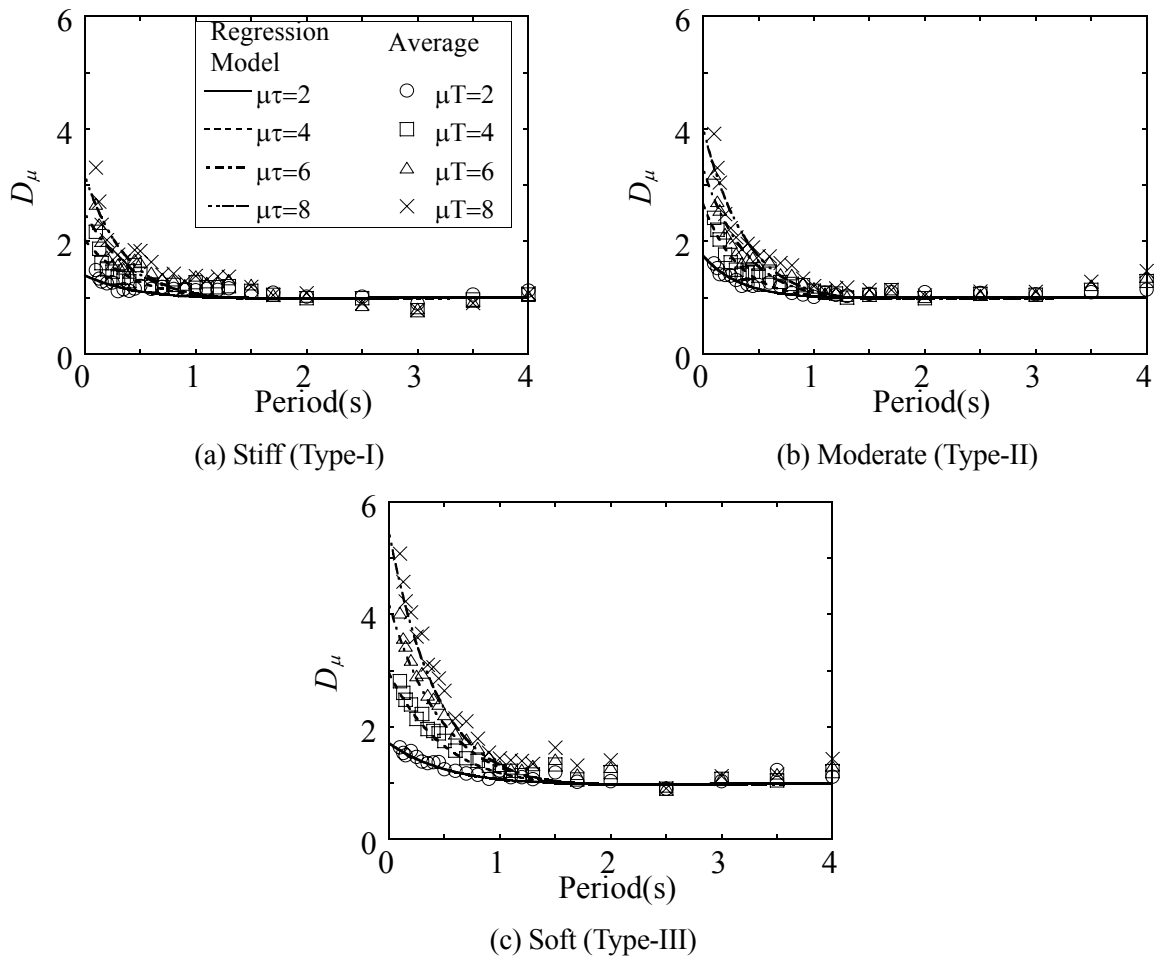 6
4
2
0
Dμ
Regression Model
Average
μτ=2
μT=2
μτ=4
μT=4
μτ=6
μT=6
μτ=8
μT=8
0 1 2 3 4
Period(s)
(a) Stiff (Type-I)
6
4
2
0
Dμ
0 1 2 3 4
Period(s)
(b) Moderate (Type-II)
6
4
2
0
Dμ
0 1 2 3 4
Period(s)
(c) Soft (Type-III)